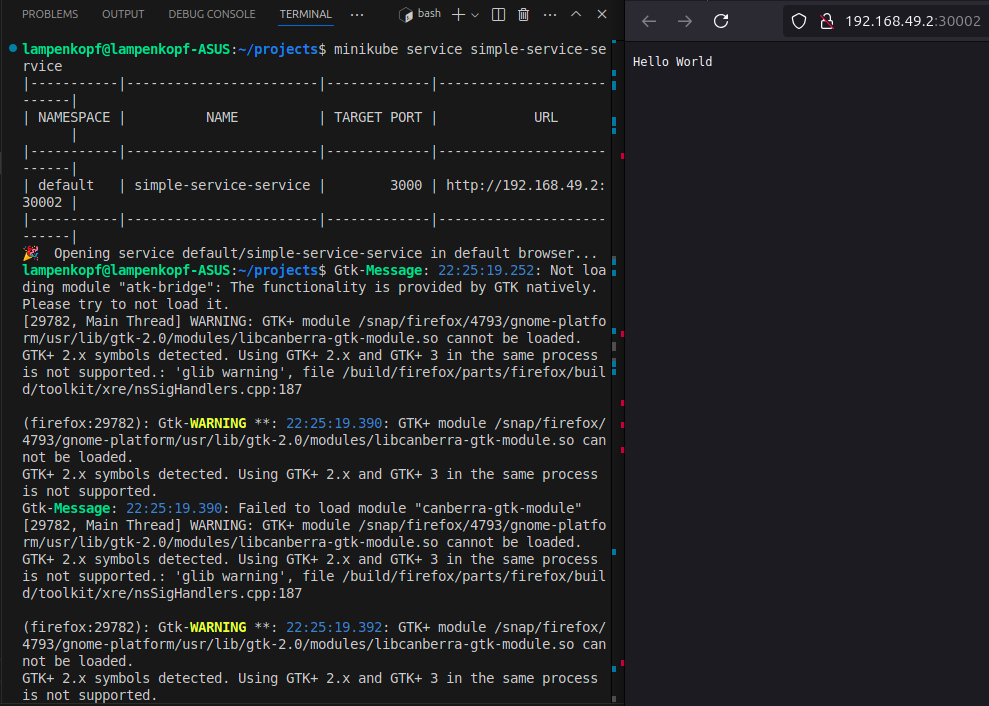 PROBLEMS OUTPUT DEBUG CONSOLE TERMINAL ... bash
lampenkopf@lampenkopf-ASUS:~/projects$ minikube service simple-service-se
rvice
|-----------|------------------------|-------------|---------------------
------|
| NAMESPACE |          NAME          | TARGET PORT |            URL
      |
|-----------|------------------------|-------------|---------------------
------|
| default   | simple-service-service |        3000 | http://192.168.49.2:
30002 |
|-----------|------------------------|-------------|---------------------
------|
🎉  Opening service default/simple-service-service in default browser...
lampenkopf@lampenkopf-ASUS:~/projects$ Gtk-Message: 22:25:19.252: Not loa
ding module "atk-bridge": The functionality is provided by GTK natively.
Please try to not load it.
[29782, Main Thread] WARNING: GTK+ module /snap/firefox/4793/gnome-platfo
rm/usr/lib/gtk-2.0/modules/libcanberra-gtk-module.so cannot be loaded.
GTK+ 2.x symbols detected. Using GTK+ 2.x and GTK+ 3 in the same process
is not supported.: 'glib warning', file /build/firefox/parts/firefox/buil
d/toolkit/xre/nsSigHandlers.cpp:187

(firefox:29782): Gtk-WARNING **: 22:25:19.390: GTK+ module /snap/firefox/
4793/gnome-platform/usr/lib/gtk-2.0/modules/libcanberra-gtk-module.so can
not be loaded.
GTK+ 2.x symbols detected. Using GTK+ 2.x and GTK+ 3 in the same process
is not supported.
Gtk-Message: 22:25:19.390: Failed to load module "canberra-gtk-module"
[29782, Main Thread] WARNING: GTK+ module /snap/firefox/4793/gnome-platfo
rm/usr/lib/gtk-2.0/modules/libcanberra-gtk-module.so cannot be loaded.
GTK+ 2.x symbols detected. Using GTK+ 2.x and GTK+ 3 in the same process
is not supported.: 'glib warning', file /build/firefox/parts/firefox/buil
d/toolkit/xre/nsSigHandlers.cpp:187

(firefox:29782): Gtk-WARNING **: 22:25:19.392: GTK+ module /snap/firefox/
4793/gnome-platform/usr/lib/gtk-2.0/modules/libcanberra-gtk-module.so can
not be loaded.
GTK+ 2.x symbols detected. Using GTK+ 2.x and GTK+ 3 in the same process
is not supported.
192.168.49.2:30002
Hello World